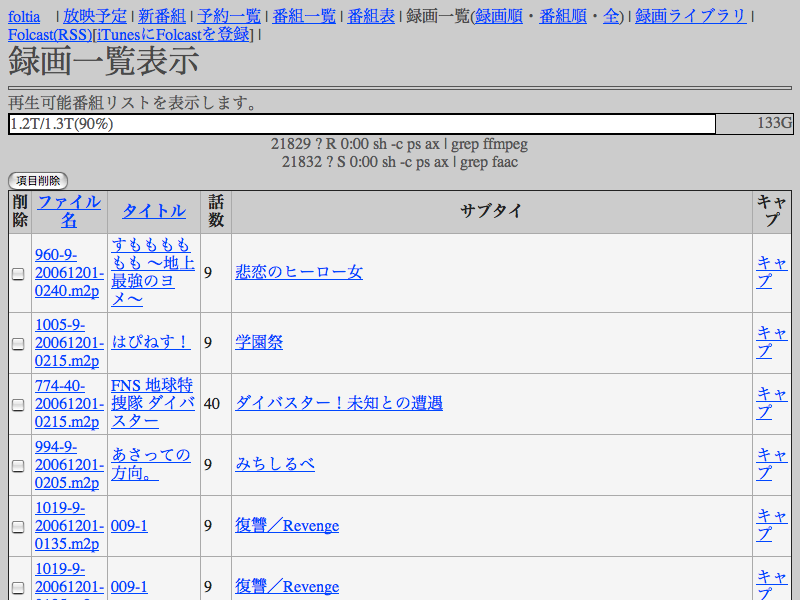 foltia | 放映予定 | 新番組 | 予約一覧 | 番組一覧 | 番組表 | 録画一覧(録画順・番組順・全) | 録画ライブラリ |
Folcast(RSS)[iTunesにFolcastを登録] |
録画一覧表示
再生可能番組リストを表示します。
1.2T/1.3T(90%) 133G
21829 ? R 0:00 sh -c ps ax | grep ffmpeg
21832 ? S 0:00 sh -c ps ax | grep faac
項目削除
削除 ファイル名 タイトル 話数 サブタイ キャプ
960-9-20061201-0240.m2p すもももももも ～地上最強のヨメ～ 9 悲恋のヒーロー女 キャプ
1005-9-20061201-0215.m2p はぴねす！ 9 学園祭 キャプ
774-40-20061201-0215.m2p FNS 地球特捜隊 ダイバスター 40 ダイバスター！未知との遭遇 キャプ
994-9-20061201-0205.m2p あさっての方向。 9 みちしるべ キャプ
1019-9-20061201-0135.m2p 009-1 9 復讐／Revenge キャプ
1019-9-20061201- 009-1 9 復讐／Revenge キャプ